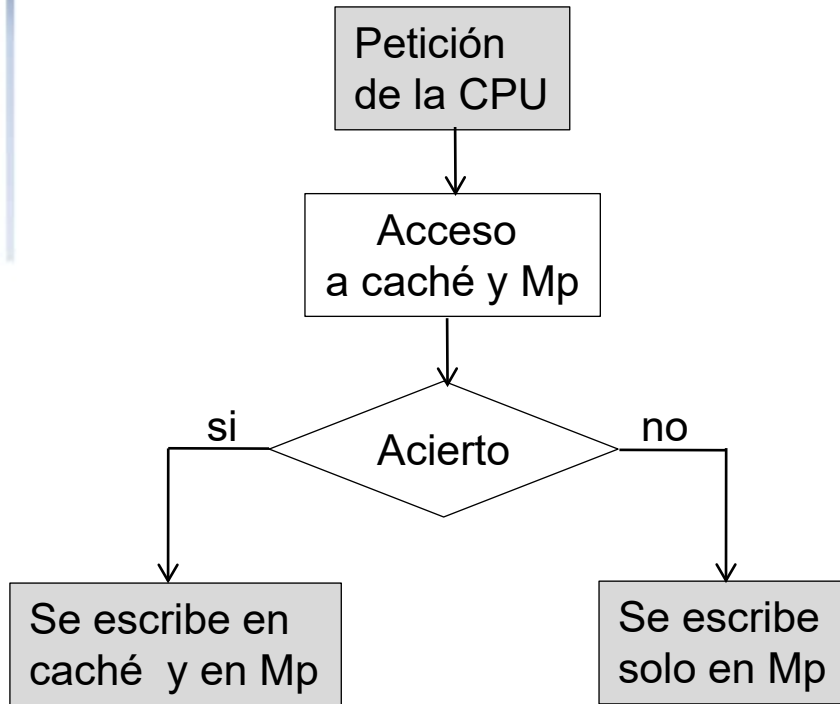 Petición
de la CPU
Acceso
a caché y Mp
si
Acierto
no
Se escribe en
caché y en Mp
Se escribe
solo en Mp